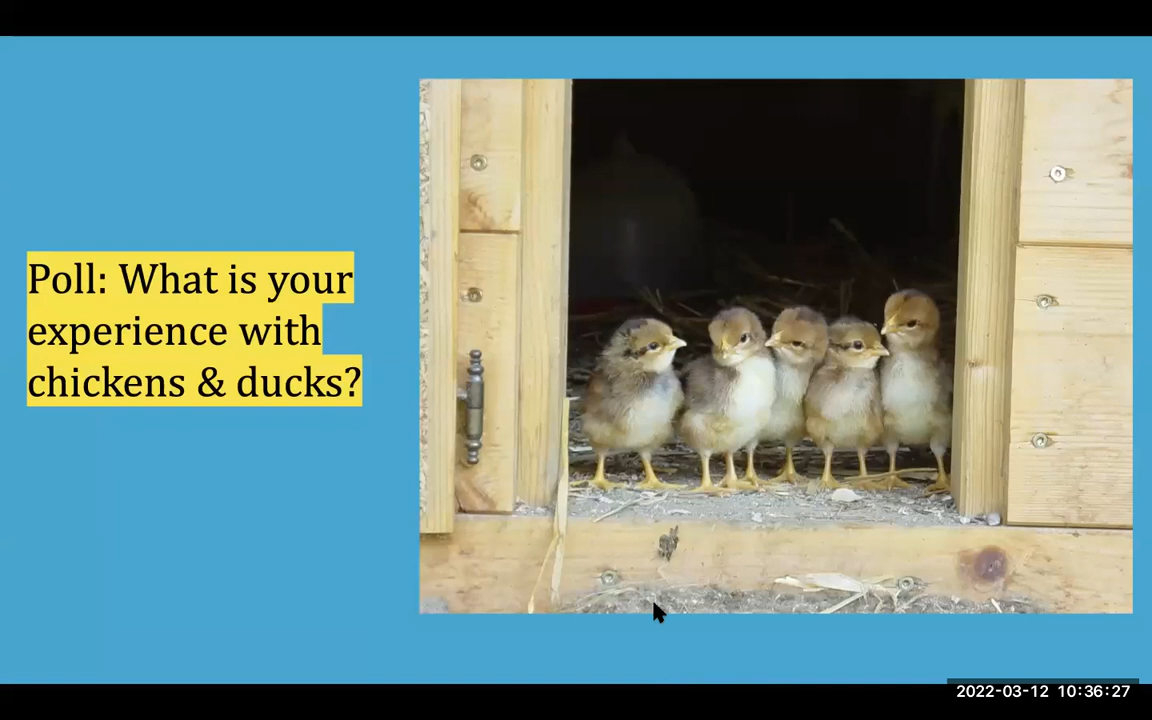 Poll: What is your
experience with
chickens & ducks?
2022-03-12 10:36:27